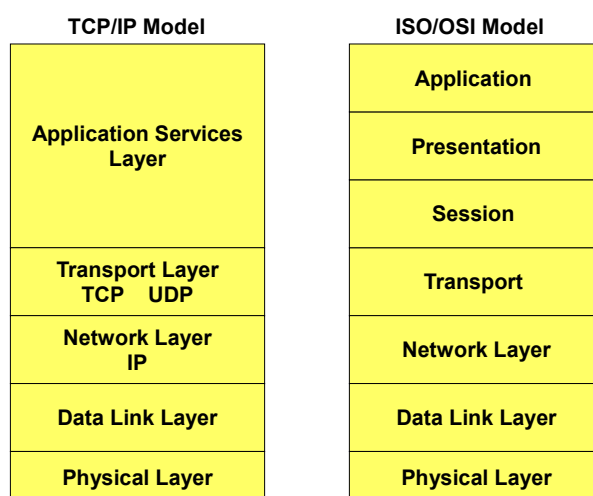 TCP/IP Model
Application Services
Layer
Transport Layer
TCP UDP
Network Layer
IP
Data Link Layer
Physical Layer
ISO/OSI Model
Application
Presentation
Session
Transport
Network Layer
Data Link Layer
Physical Layer